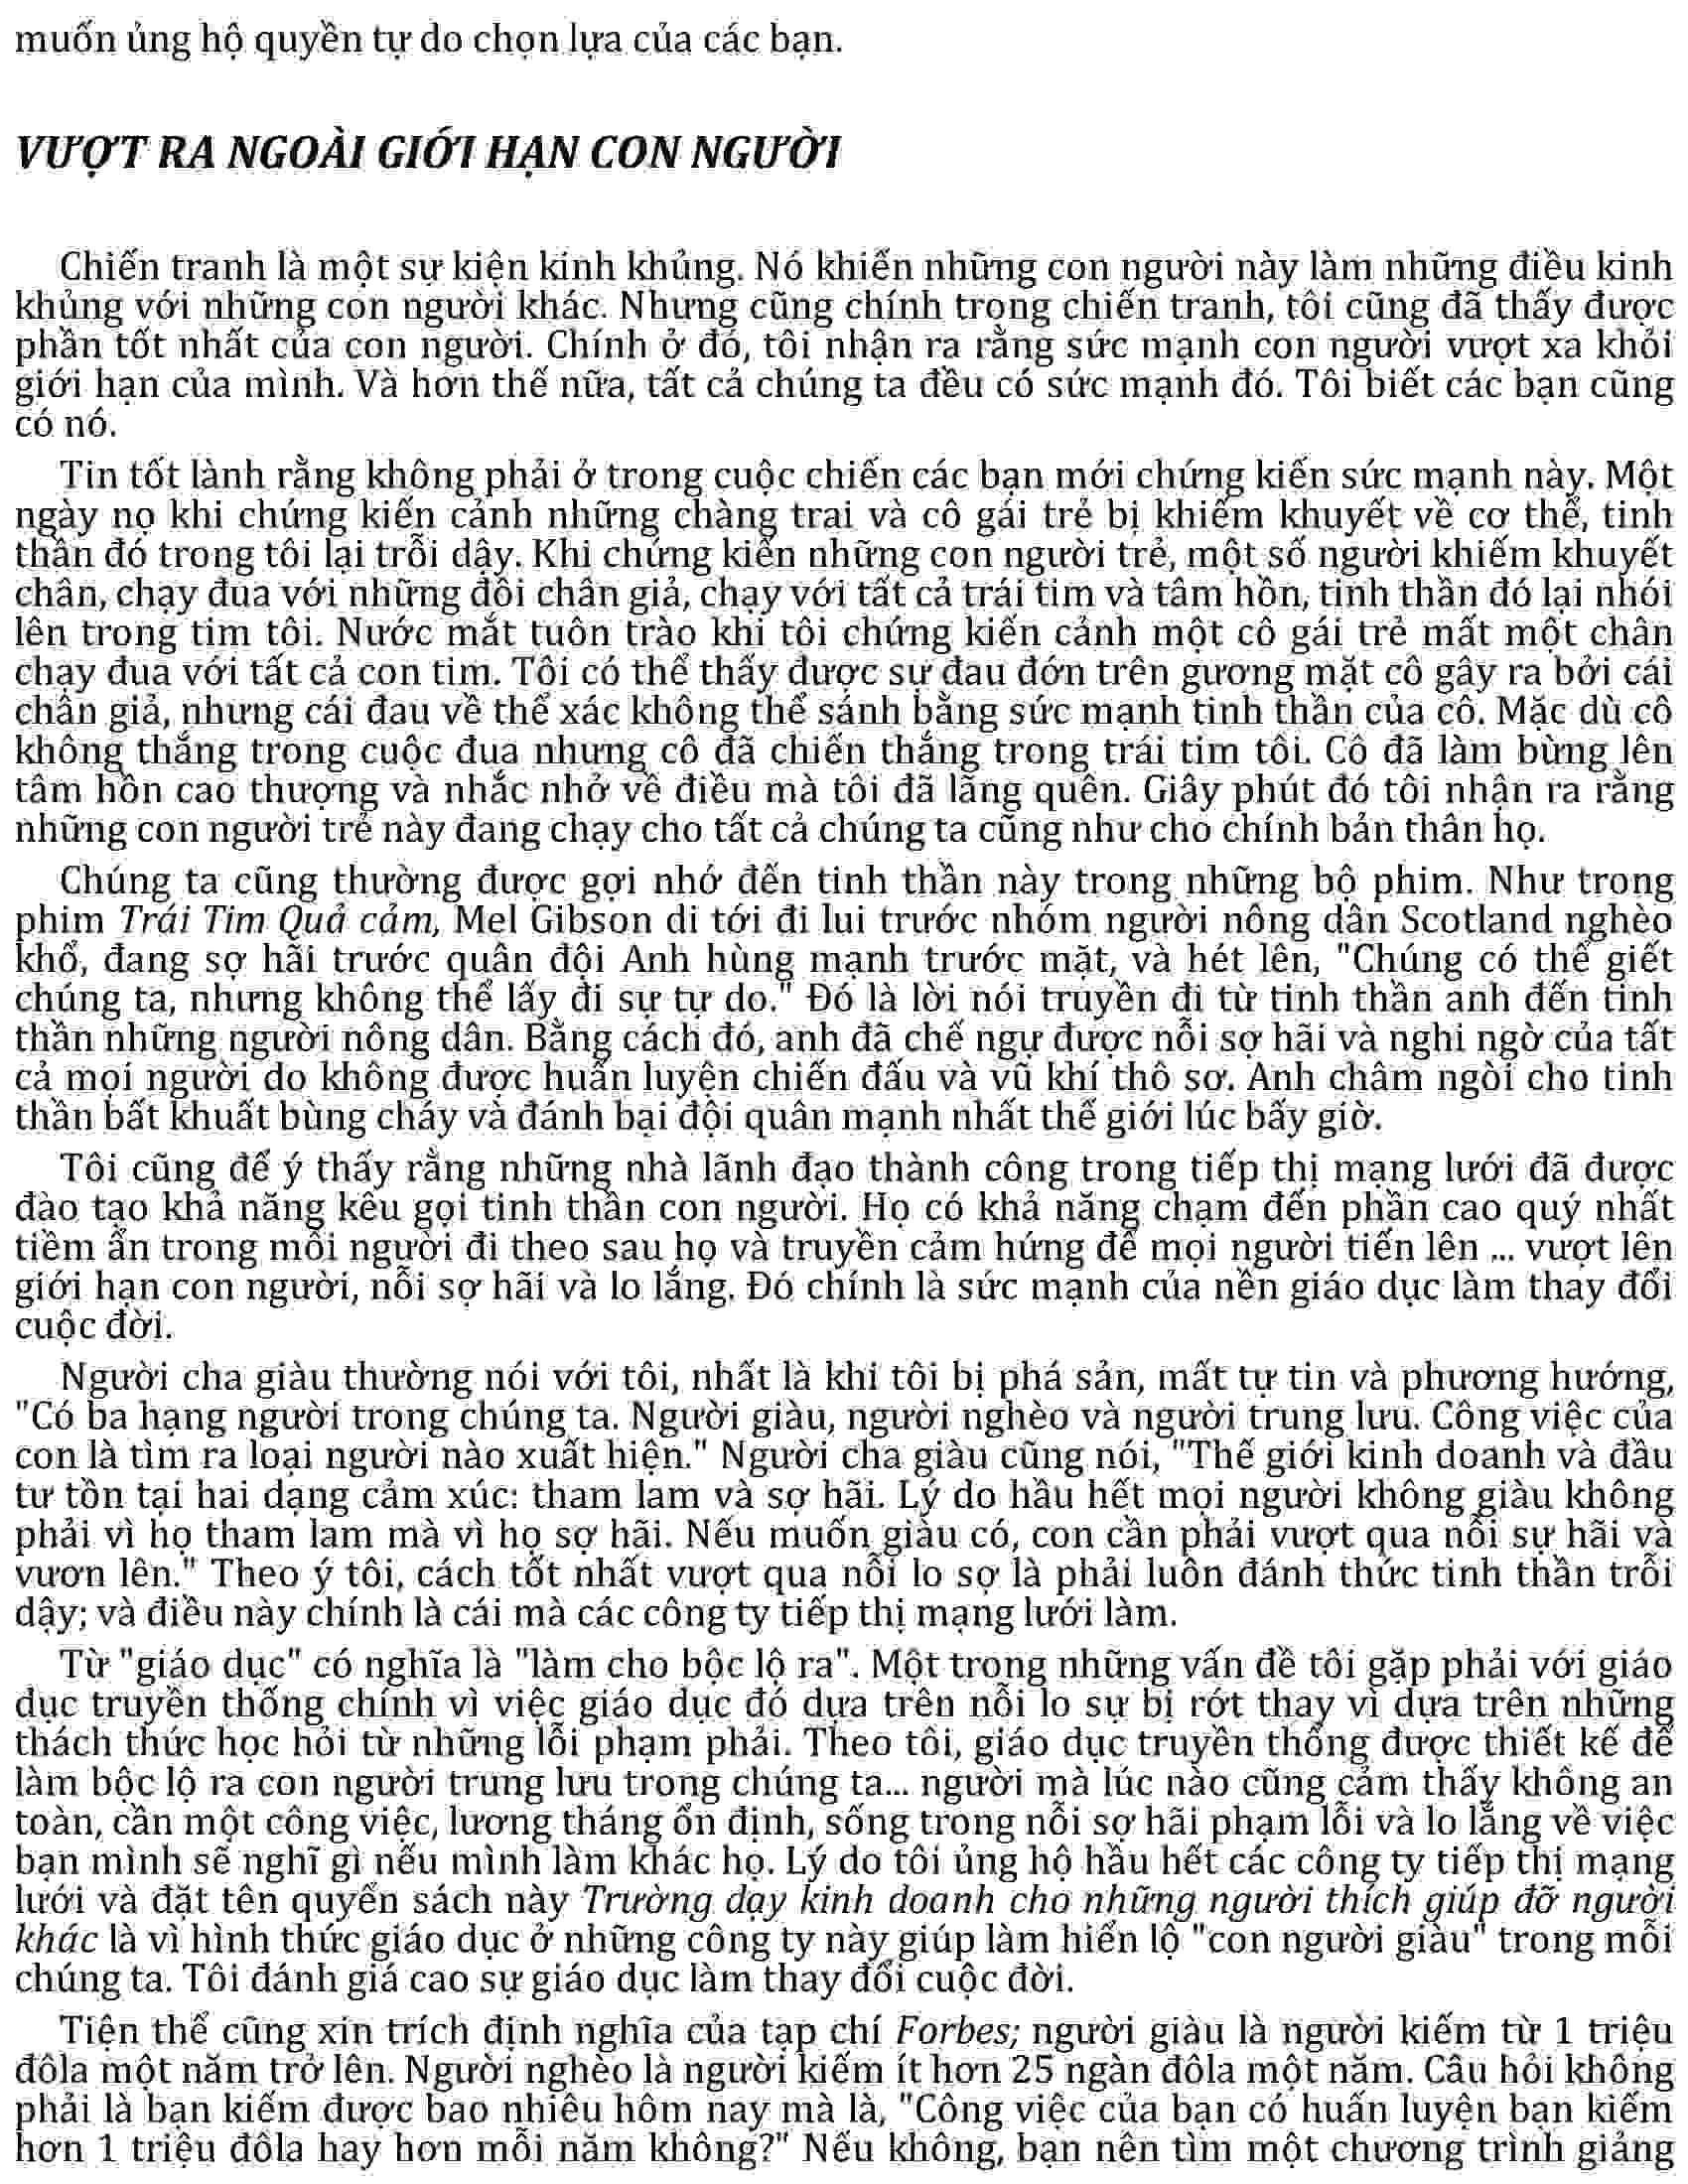 muốn ủng hộ quyền tự do chọn lựa của các bạn.
VƯỢT RA NGOÀI GIỚI HẠN CON NGƯỜI
Chiến tranh là một sự kiện kinh khủng. Nó khiến những con người này làm những điều kinh
khủng với những con người khác. Nhưng cũng chính trong chiến tranh, tôi cũng đã thấy được
phần tốt nhất của con người. Chính ở đó, tôi nhận ra rằng sức mạnh con người vượt xa khỏi
giới hạn của mình. Và hơn thế nữa, tất cả chúng ta đều có sức mạnh đó. Tôi biết các bạn cũng
có nó.
Tin tốt lành rằng không phải ở trong cuộc chiến các bạn mới chứng kiến sức mạnh này. Một
ngày nọ khi chứng kiến cảnh những chàng trai và cô gái trẻ bị khiếm khuyết về cơ thể, tinh
thần đó trong tôi lại trỗi dậy. Khi chứng kiến những con người trẻ, một số người khiếm khuyết
chân, chạy đua với những đôi chân giả, chạy với tất cả trái tim và tâm hồn, tinh thần đó lại nhói
lên trong tim tôi. Nước mắt tuôn trào khi tôi chứng kiến cảnh một cô gái trẻ mất một chân
chạy đua với tất cả con tim. Tôi có thể thấy được sự đau đớn trên gương mặt cô gây ra bởi cái
chân giả, nhưng cái đau về thể xác không thể sánh bằng sức mạnh tinh thần của cô. Mặc dù cô
không thắng trong cuộc đua nhưng cô đã chiến thắng trong trái tim tôi. Cô đã làm bừng lên
tâm hồn cao thượng và nhắc nhở về điều mà tôi đã lãng quên. Giây phút đó tôi nhận ra rằng
những con người trẻ này đang chạy cho tất cả chúng ta cũng như cho chính bản thân họ.
Chúng ta cũng thường được gợi nhớ đến tinh thần này trong những bộ phim. Như trong
phim Trái Tim Quả cảm, Mel Gibson di tới đi lui trước nhóm người nông dân Scotland nghèo
khổ, đang sợ hãi trước quân đội Anh hùng mạnh trước mặt, và hét lên, "Chúng có thể giết
chúng ta, nhưng không thể lấy đi sự tự do." Đó là lời nói truyền đi từ tinh thần anh đến tinh
thần những người nông dân. Bằng cách đó, anh đã chế ngự được nỗi sợ hãi và nghi ngờ của tất
cả mọi người do không được huấn luyện chiến đấu và vũ khí thô sơ. Anh châm ngòi cho tinh
thần bất khuất bùng cháy và đánh bại đội quân mạnh nhất thế giới lúc bấy giờ.
Tôi cũng để ý thấy rằng những nhà lãnh đạo thành công trong tiếp thị mạng lưới đã được
đào tạo khả năng kêu gọi tinh thần con người. Họ có khả năng chạm đến phần cao quý nhất
tiềm ẩn trong mỗi người đi theo sau họ và truyền cảm hứng để mọi người tiến lên ... vượt lên
giới hạn con người, nỗi sợ hãi và lo lắng. Đó chính là sức mạnh của nền giáo dục làm thay đổi
cuộc đời.
Người cha giàu thường nói với tôi, nhất là khi tôi bị phá sản, mất tự tin và phương hướng,
"Có ba hạng người trong chúng ta. Người giàu, người nghèo và người trung lưu. Công việc của
con là tìm ra loại người nào xuất hiện." Người cha giàu cũng nói, "Thế giới kinh doanh và đầu
tư tồn tại hai dạng cảm xúc: tham lam và sợ hãi. Lý do hầu hết mọi người không giàu không
phải vì họ tham lam mà vì họ sợ hãi. Nếu muốn giàu có, con cần phải vượt qua nỗi sự hãi và
vươn lên." Theo ý tôi, cách tốt nhất vượt qua nỗi lo sợ là phải luôn đánh thức tinh thần trỗi
dậy; và điều này chính là cái mà các công ty tiếp thị mạng lưới làm.
Từ "giáo dục" có nghĩa là "làm cho bộc lộ ra". Một trong những vấn đề tôi gặp phải với giáo
dục truyền thống chính vì việc giáo dục đó dựa trên nỗi lo sự bị rớt thay vì dựa trên những
thách thức học hỏi từ những lỗi phạm phải. Theo tôi, giáo dục truyền thống được thiết kế để
làm bộc lộ ra con người trung lưu trong chúng ta... người mà lúc nào cũng cảm thấy không an
toàn, cần một công việc, lương tháng ổn định, sống trong nỗi sợ hãi phạm lỗi và lo lắng về việc
bạn mình sẽ nghĩ gì nếu mình làm khác họ. Lý do tôi ủng hộ hầu hết các công ty tiếp thị mạng
lưới và đặt tên quyển sách này Trường dạy kinh doanh cho những người thích giúp đỡ người
khác là vì hình thức giáo dục ở những công ty này giúp làm hiển lộ "con người giàu" trong mỗi
chúng ta. Tôi đánh giá cao sự giáo dục làm thay đổi cuộc đời.
Tiện thể cũng xin trích định nghĩa của tạp chí Forbes; người giàu là người kiếm từ 1 triệu
đôla một năm trở lên. Người nghèo là người kiếm ít hơn 25 ngàn đôla một năm. Câu hỏi không
phải là bạn kiếm được bao nhiêu hôm nay mà là, "Công việc của bạn có huấn luyện bạn kiếm
hơn 1 triệu đôla hay hơn mỗi năm không?" Nếu không, bạn nên tìm một chương trình giảng